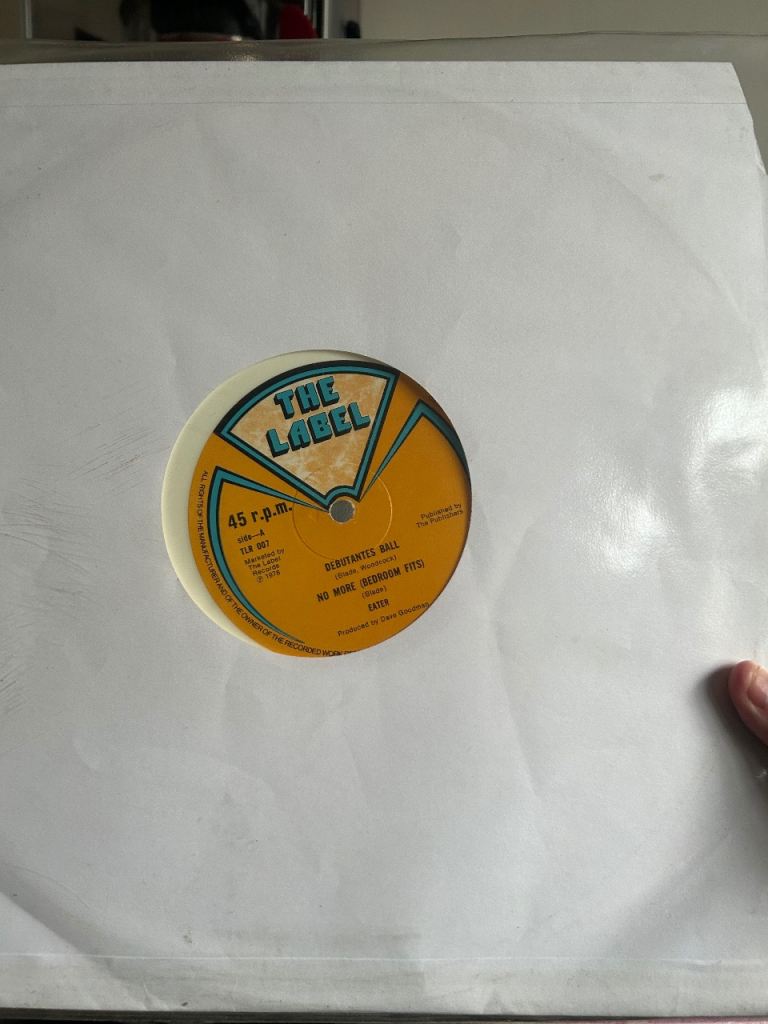 THE
LABEL
45 r.p.m.
side—A
TLR 007
Marketed by
The Label
Records
℗ 1978
Published by
The Publishers
DEBUTANTES BALL
(Blade, Woodcock)
NO MORE (BEDROOM FITS)
(Blade)
EATER
Produced by Dave Goodman
ALL RIGHTS OF THE MANUFACTURER AND OF THE OWNER OF THE RECORDED WORK